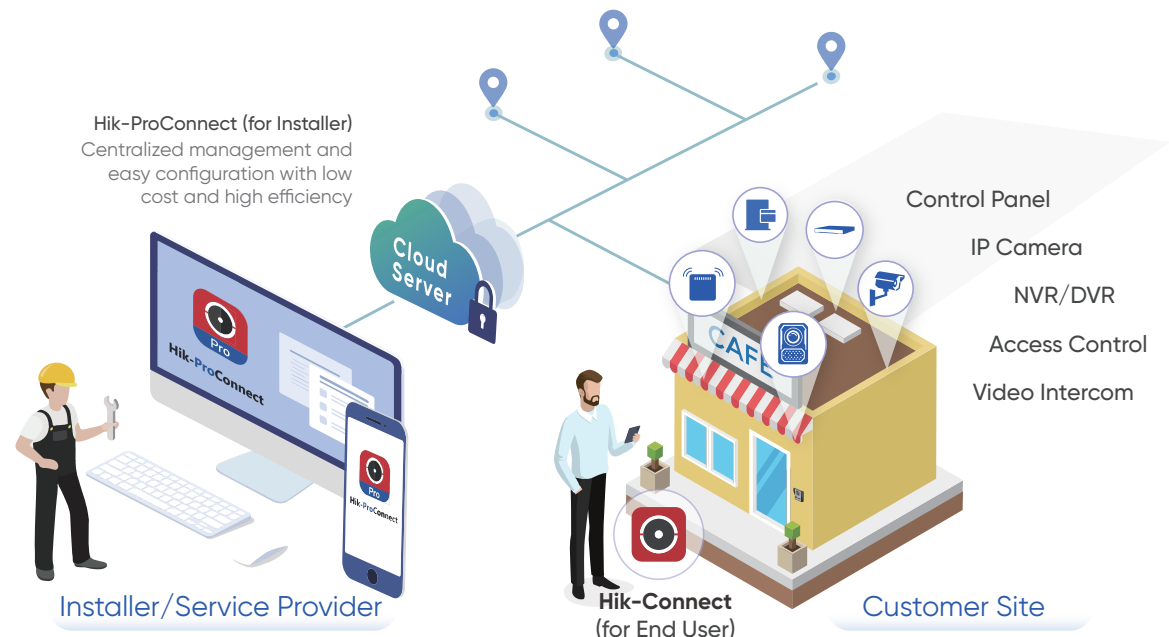 Hik-ProConnect (for Installer)
Centralized management and
easy configuration with low
cost and high efficiency
Cloud
Server
Pro
Hik-ProConnect
Pro
Hik-ProConnect
Installer/Service Provider
CAFE
Control Panel
IP Camera
NVR/DVR
Access Control
Video Intercom
Hik-Connect
(for End User)
Customer Site